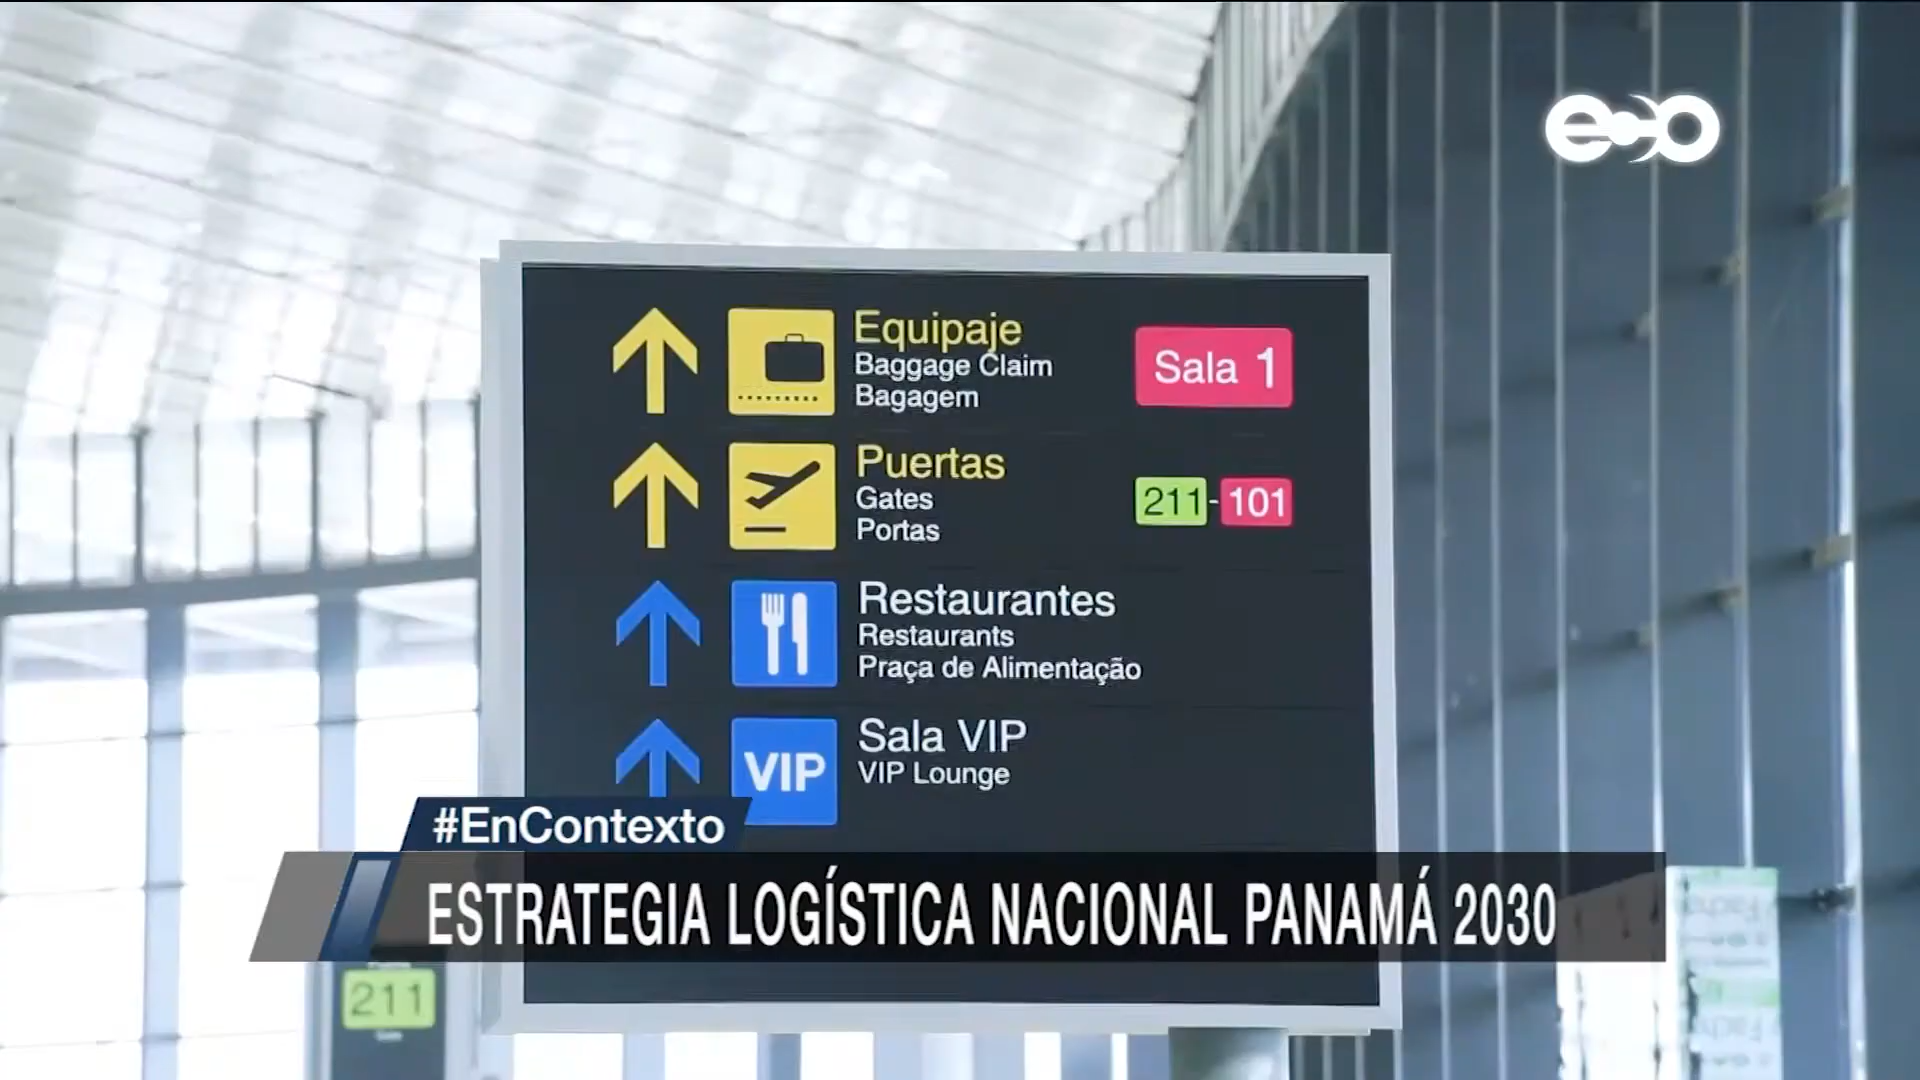 eco
Equipaje
Baggage Claim
Bagagem
Sala 1
Puertas
Gates
Portas
211-101
Restaurantes
Restaurants
Praça de Alimentação
VIP
Sala VIP
VIP Lounge
#EnContexto
ESTRATEGIA LOGÍSTICA NACIONAL PANAMÁ 2030
211